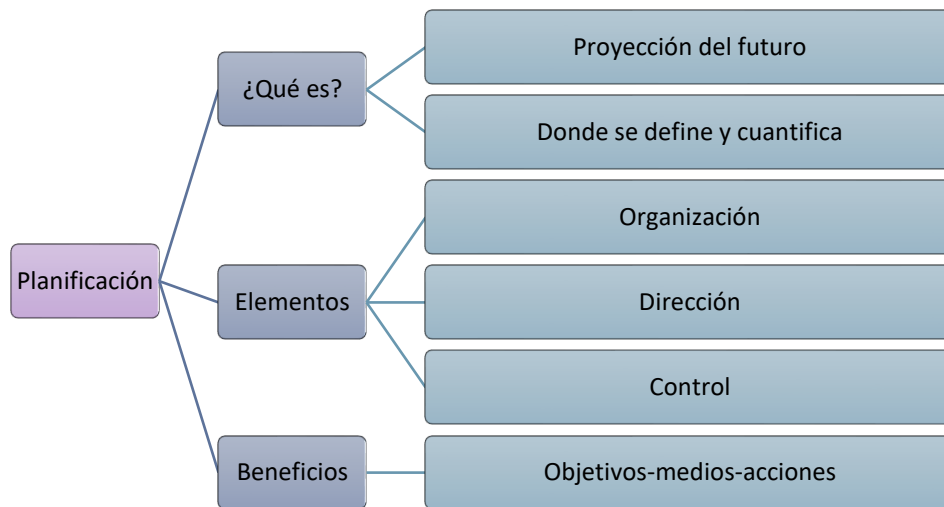 Planificación
¿Qué es?
Proyección del futuro
Donde se define y cuantifica
Elementos
Organización
Dirección
Control
Beneficios
Objetivos-medios-acciones